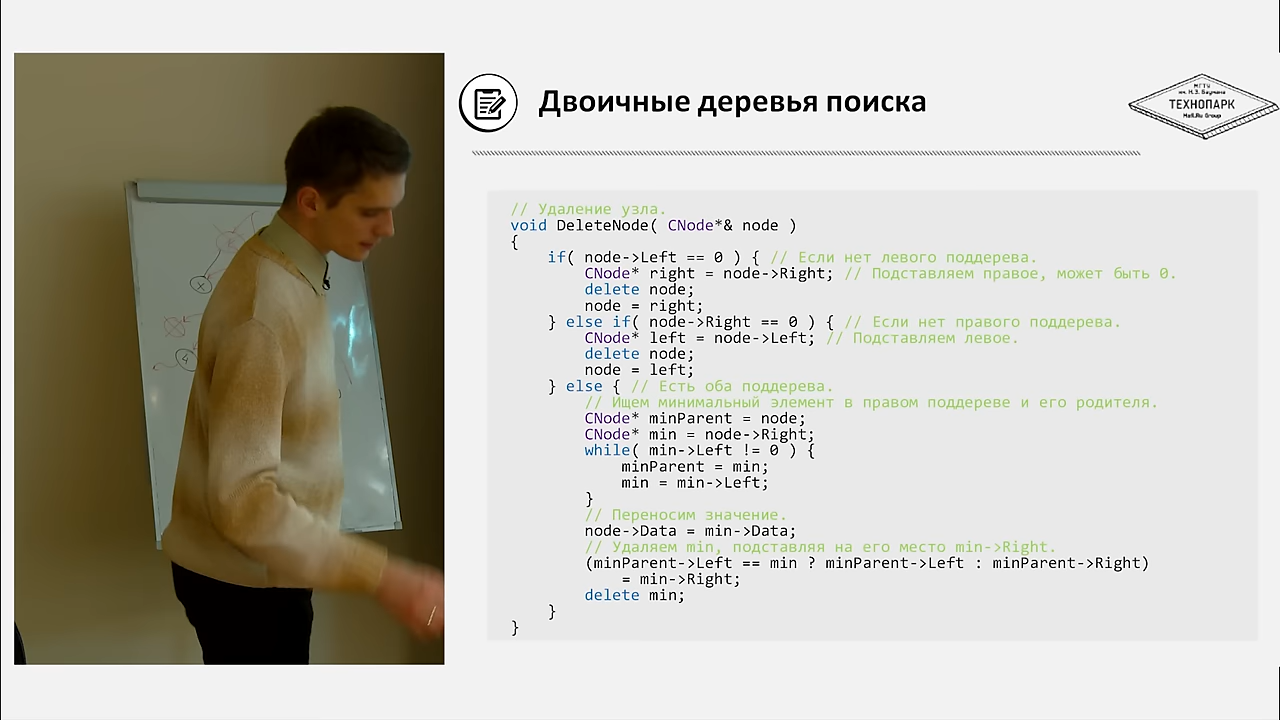 Двоичные деревья поиска
МГТУ
им. Н.Э. Баумана
ТЕХНОПАРК
Mail.Ru Group
// Удаление узла.
void DeleteNode( CNode*& node )
{
if( node->Left == 0 ) { // Если нет левого поддерева.
CNode* right = node->Right; // Подставляем правое, может быть 0.
delete node;
node = right;
} else if( node->Right == 0 ) { // Если нет правого поддерева.
CNode* left = node->Left; // Подставляем левое.
delete node;
node = left;
} else { // Есть оба поддерева.
// Ищем минимальный элемент в правом поддереве и его родителя.
CNode* minParent = node;
CNode* min = node->Right;
while( min->Left != 0 ) {
minParent = min;
min = min->Left;
}
// Переносим значение.
node->Data = min->Data;
// Удаляем min, подставляя на его место min->Right.
(minParent->Left == min ? minParent->Left : minParent->Right)
= min->Right;
delete min;
}
}